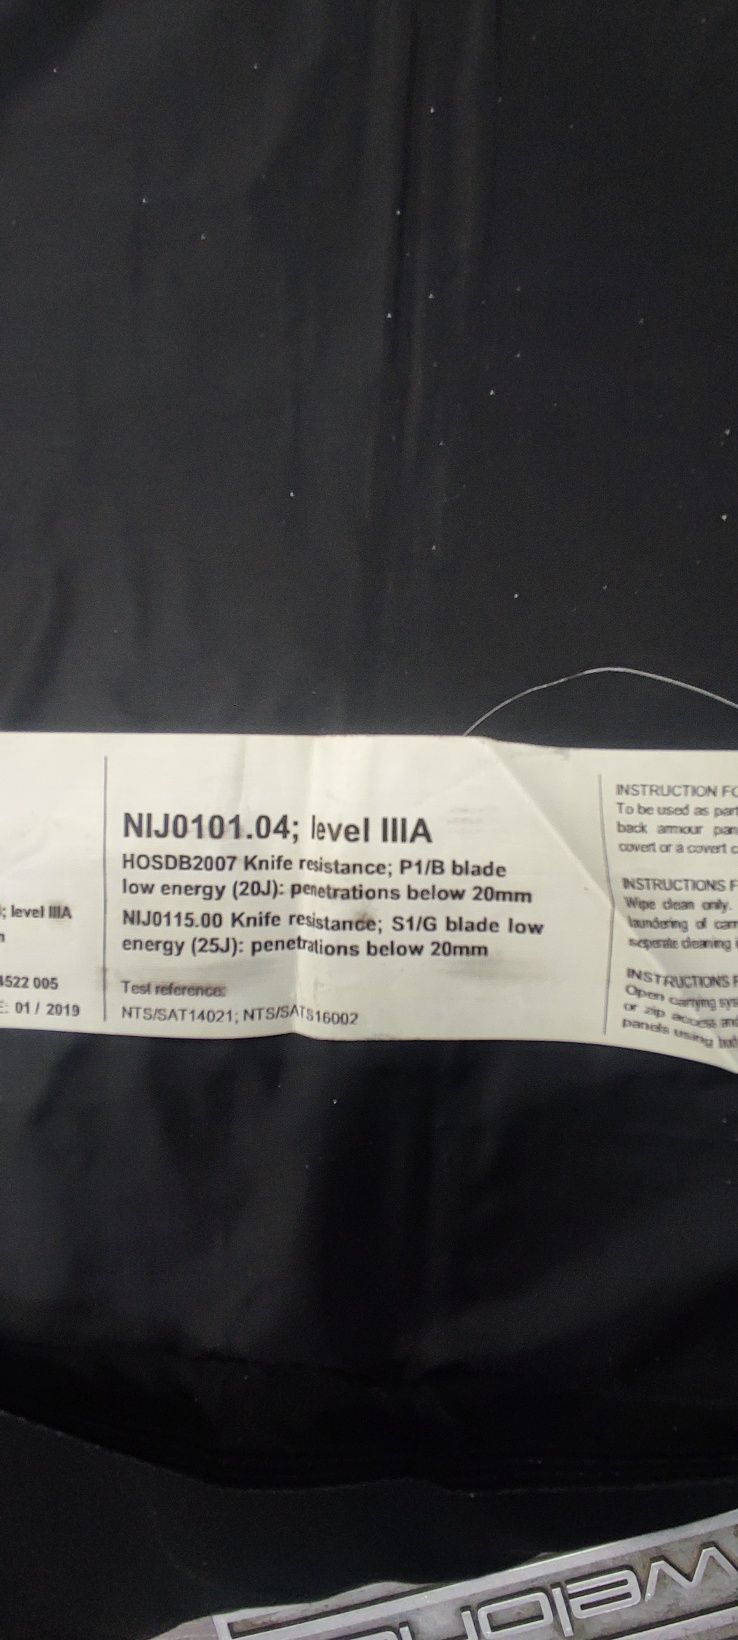 ; level IIIA
4522 005
E: 01 / 2019
NIJ0101.04; level IIIA
HOSDB2007 Knife resistance; P1/B blade
low energy (20J): penetrations below 20mm
NIJ0115.00 Knife resistance; S1/G blade low
energy (25J): penetrations below 20mm
Test reference:
NTS/SAT14021; NTS/SATS16002
INSTRUCTION FO
To be used as part
back armour pan
covert or a covert c
INSTRUCTIONS F
Wipe clean only.
laundering of carr
seperate cleaning i
INSTRUCTIONS F
Open carrying sys
or zip access and
panels using bot